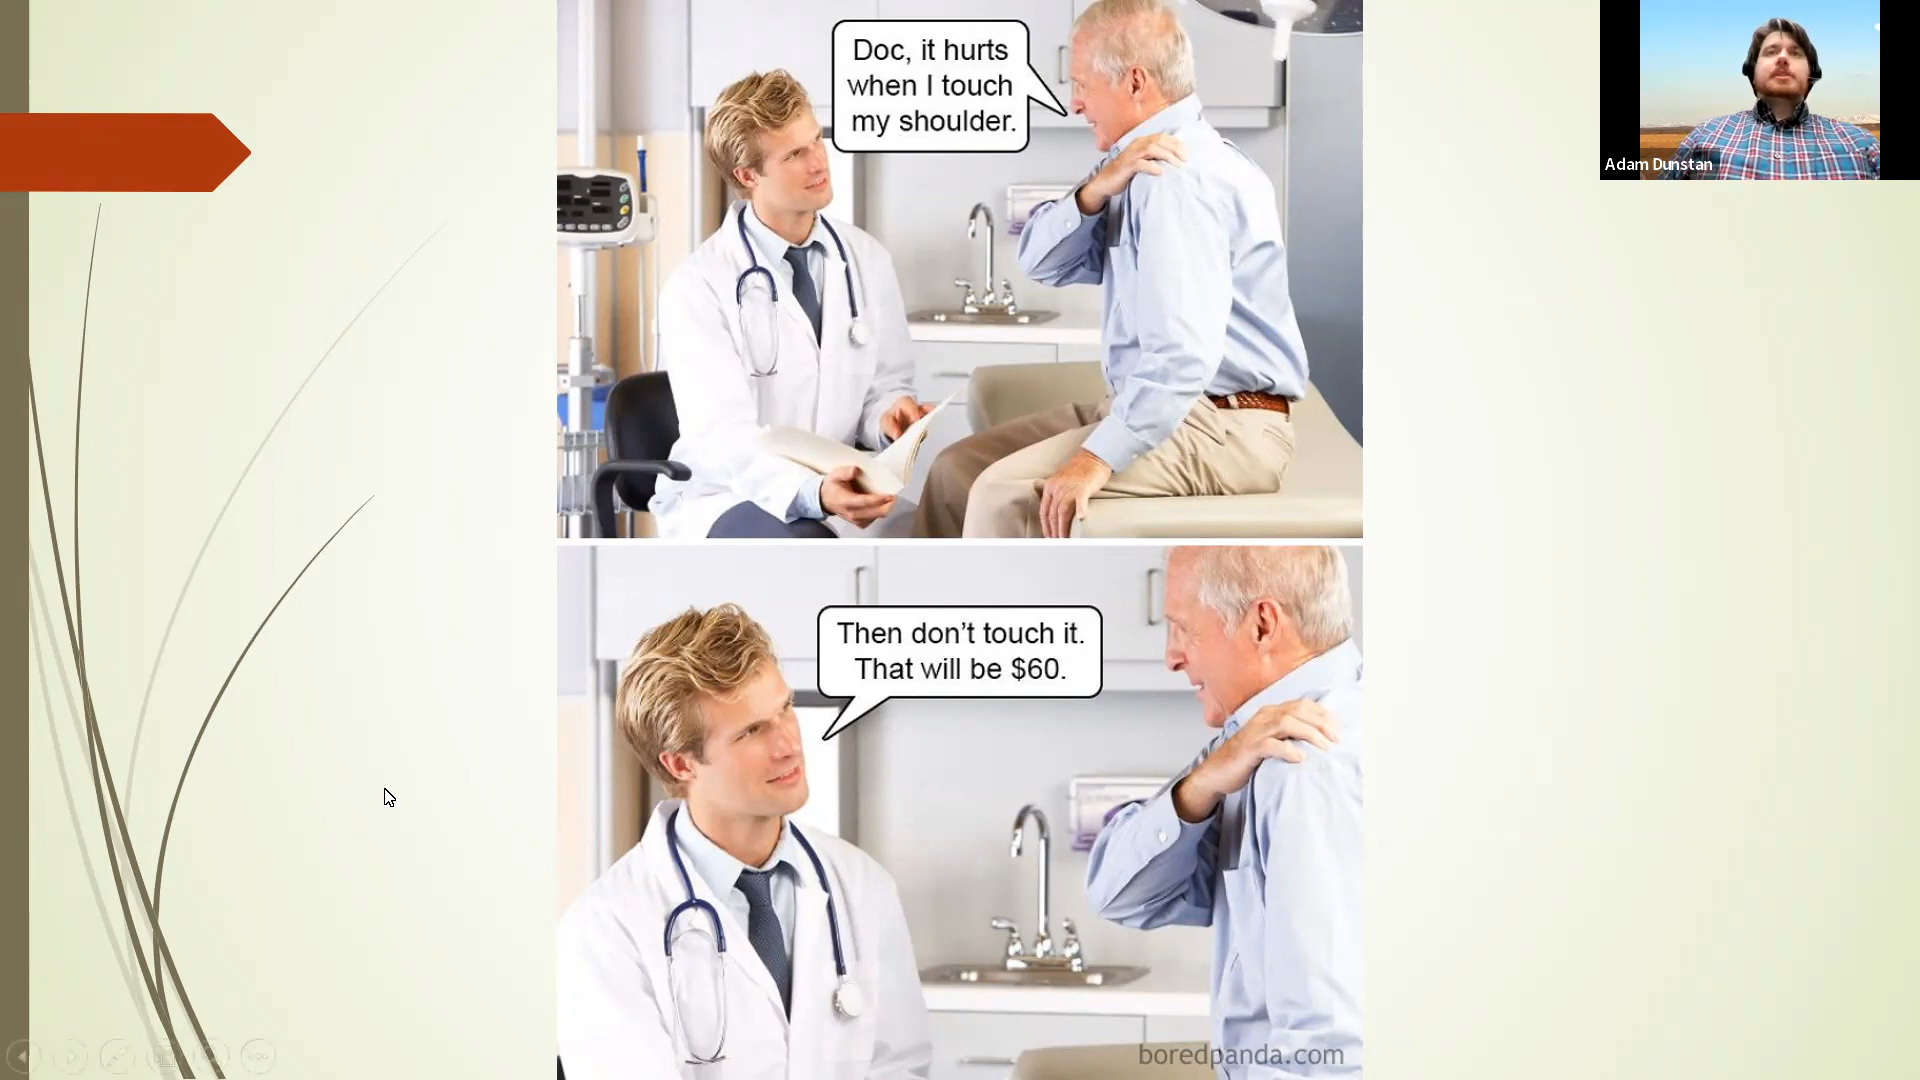 Doc, it hurts
when I touch
my shoulder.
Adam Dunstan
Then don't touch it.
That will be $60.
boredpanda.com